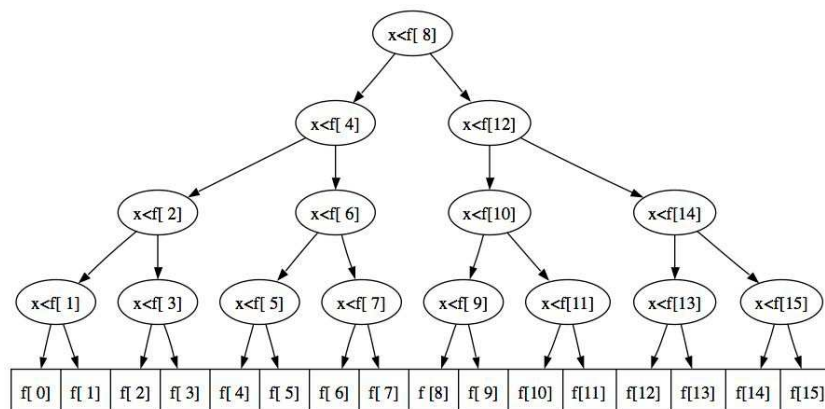 x<f[ 8]
x<f[ 4] x<f[12]
x<f[ 2] x<f[ 6] x<f[10] x<f[14]
x<f[ 1] x<f[ 3] x<f[ 5] x<f[ 7] x<f[ 9] x<f[11] x<f[13] x<f[15]
f[ 0] f[ 1] f[ 2] f[ 3] f[ 4] f[ 5] f[ 6] f[ 7] f [8] f[ 9] f[10] f[11] f[12] f[13] f[14] f[15]